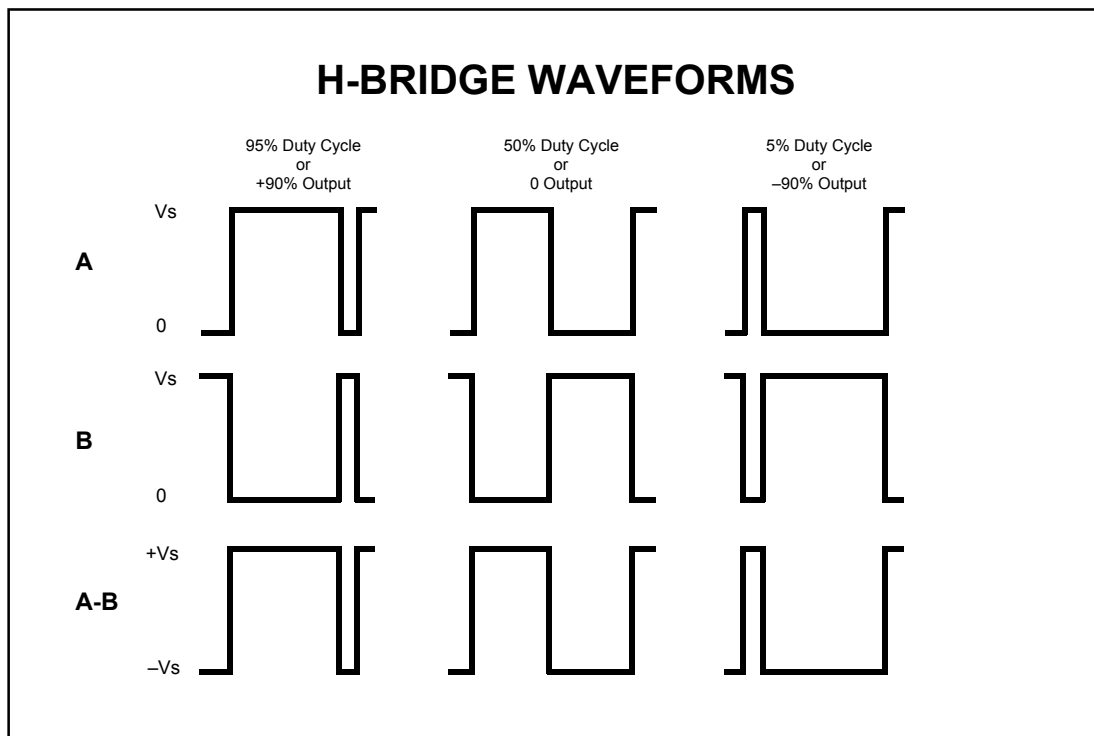 H-BRIDGE WAVEFORMS
95% Duty Cycle
or
+90% Output
50% Duty Cycle
or
0 Output
5% Duty Cycle
or
–90% Output
Vs
A
0
Vs
B
0
+Vs
A-B
–Vs